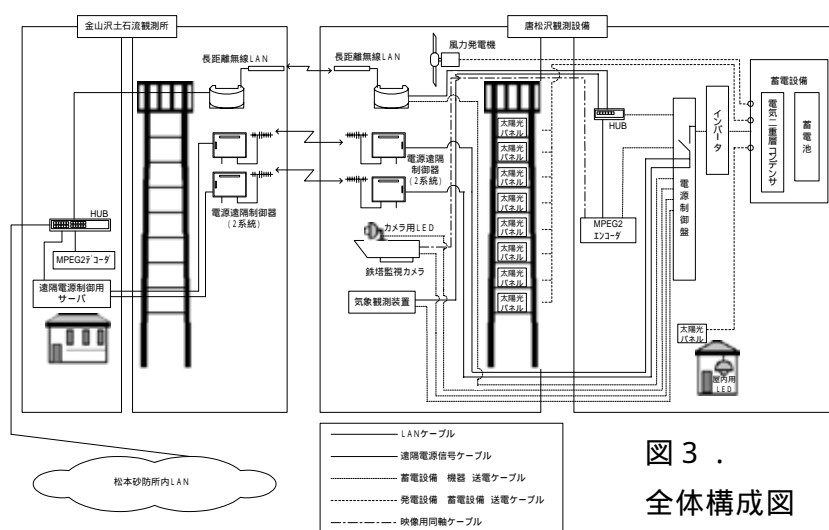 金山沢土石流観測所
唐松沢観測設備
長距離無線LAN
長距離無線LAN
風力発電機
蓄電設備
電気二重層コンデンサ
蓄電池
インバータ
HUB
電源制御盤
太陽光
パネル
太陽光
パネル
太陽光
パネル
太陽光
パネル
太陽光
パネル
太陽光
パネル
太陽光
パネル
太陽光
パネル
電源遠隔
制御器
(2系統)
電源遠隔制御器
(2系統)
HUB
MPEG2デコーダ
遠隔電源制御用
サーバ
カメラ用LED
鉄塔監視カメラ
気象観測装置
MPEG2
エンコーダ
太陽光
パネル
屋内用
LED
松本砂防所内LAN
LANケーブル
遠隔電源信号ケーブル
蓄電設備 機器 送電ケーブル
発電設備 蓄電設備 送電ケーブル
映像用同軸ケーブル
図3.
全体構成図